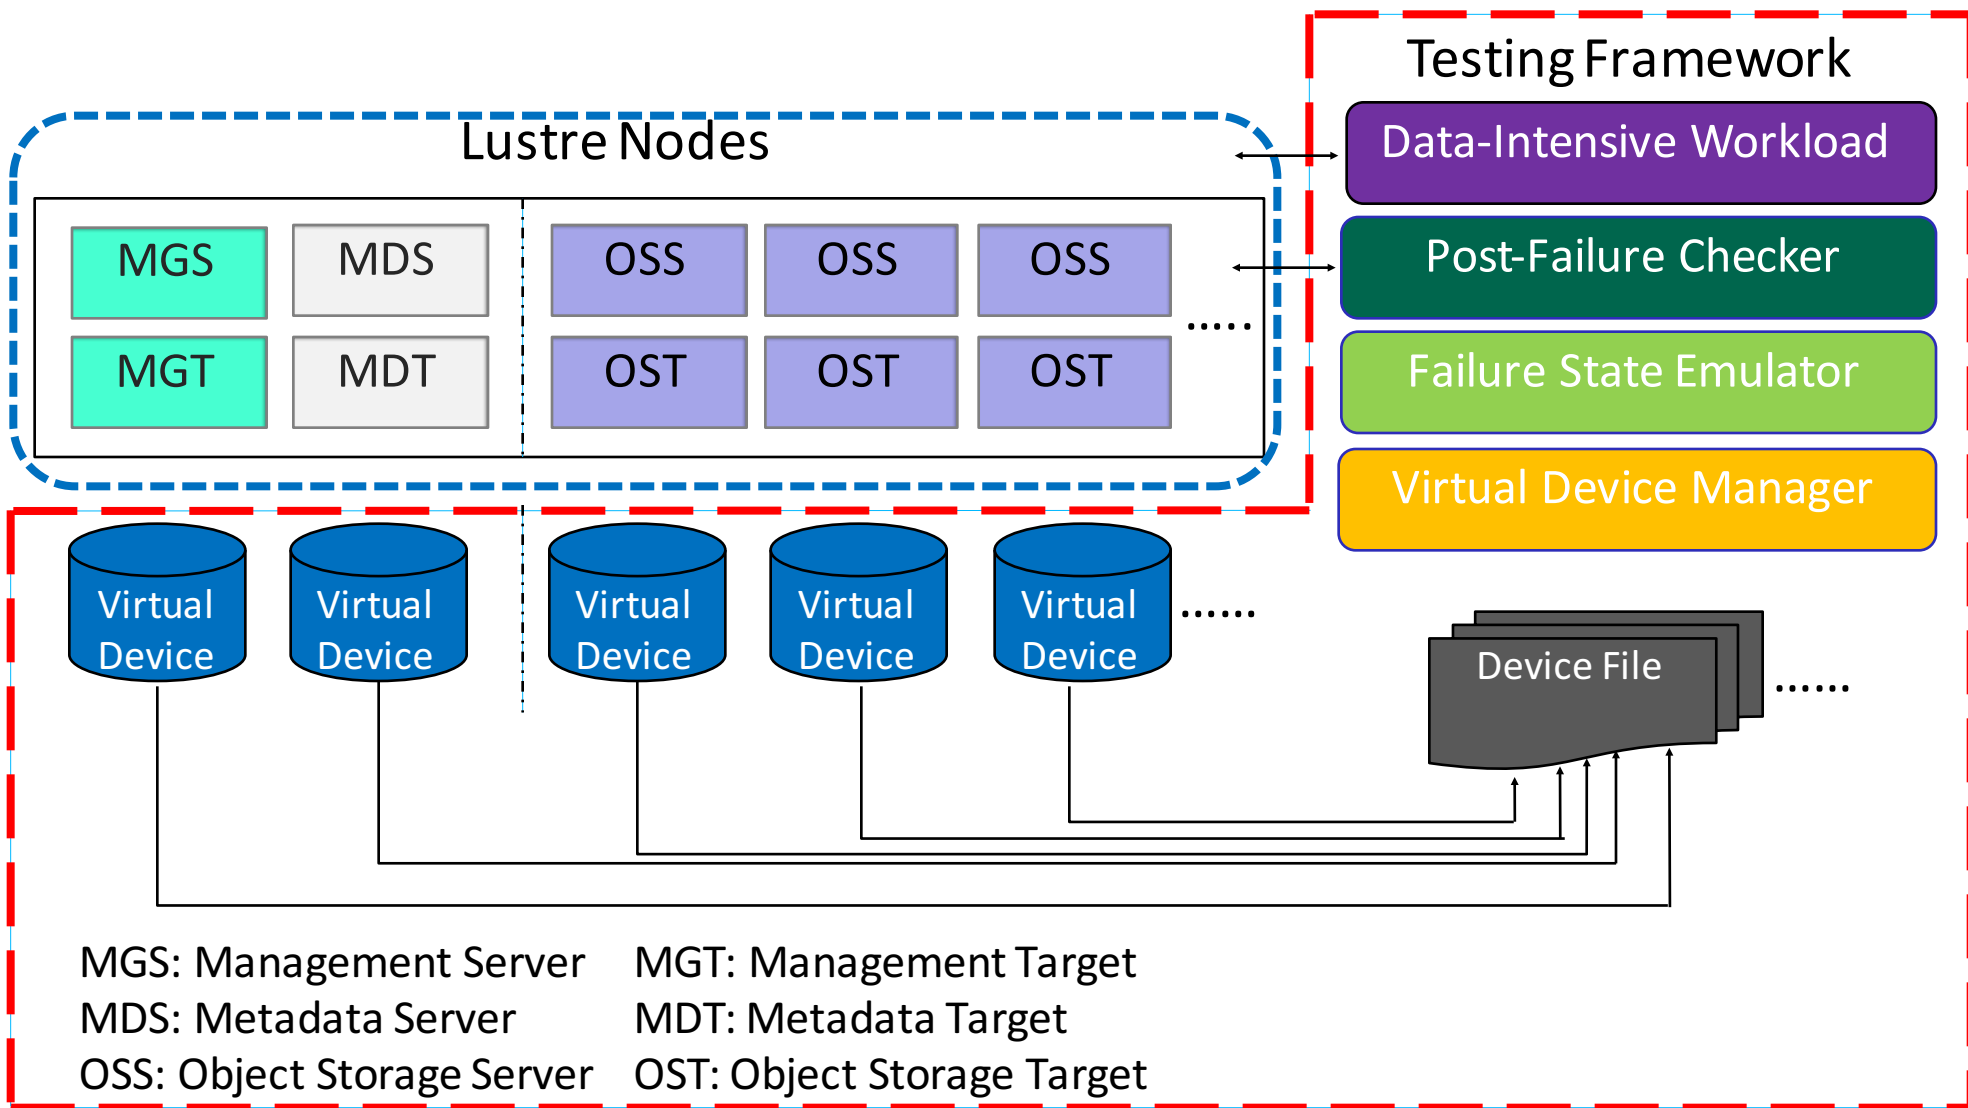 Testing Framework
Lustre Nodes
Data-Intensive Workload
MGS MDS OSS OSS OSS
Post-Failure Checker
.....
MGT MDT OST OST OST
Failure State Emulator
Virtual Device Manager
Virtual Virtual Virtual Virtual Virtual
Device Device Device Device Device
......
Device File
......
MGS: Management Server MGT: Management Target
MDS: Metadata Server MDT: Metadata Target
OSS: Object Storage Server OST: Object Storage Target